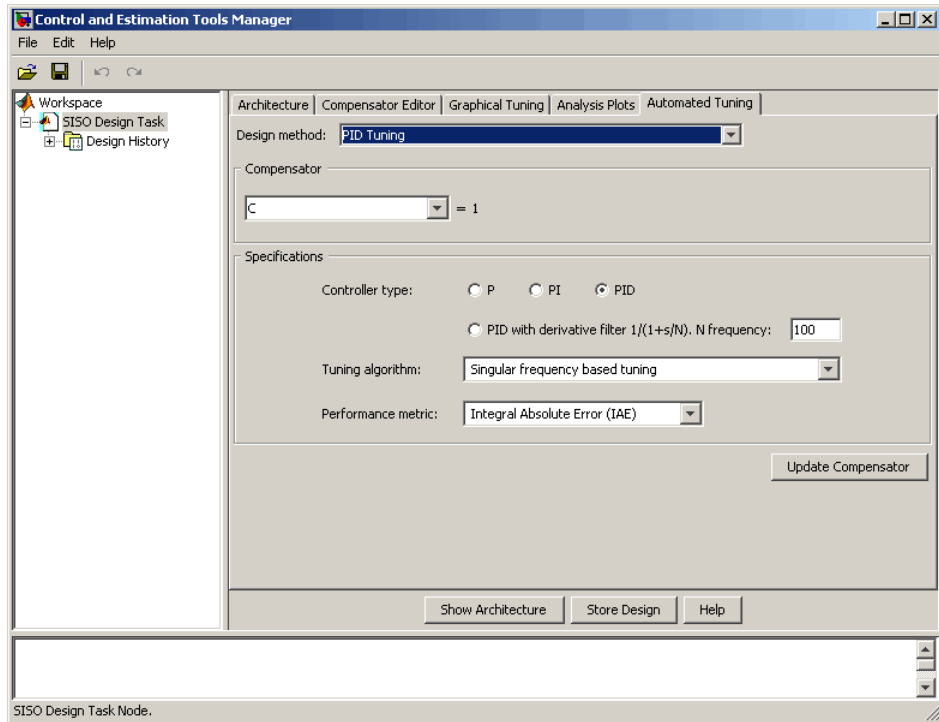 Control and Estimation Tools Manager
File Edit Help
Workspace
SISO Design Task
Design History
Architecture Compensator Editor Graphical Tuning Analysis Plots Automated Tuning
Design method: PID Tuning
Compensator
C = 1
Specifications
Controller type: P PI PID
PID with derivative filter 1/(1+s/N). N frequency: 100
Tuning algorithm: Singular frequency based tuning
Performance metric: Integral Absolute Error (IAE)
Update Compensator
Show Architecture Store Design Help
SISO Design Task Node.